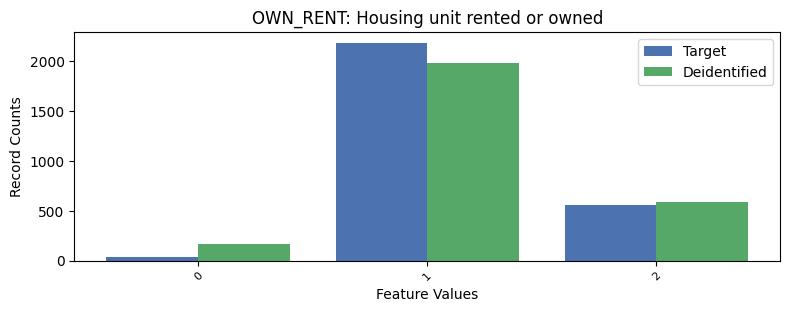 OWN_RENT: Housing unit rented or owned
Target
Deidentified
Record Counts
2000
1500
1000
500
0
0
1
2
Feature Values